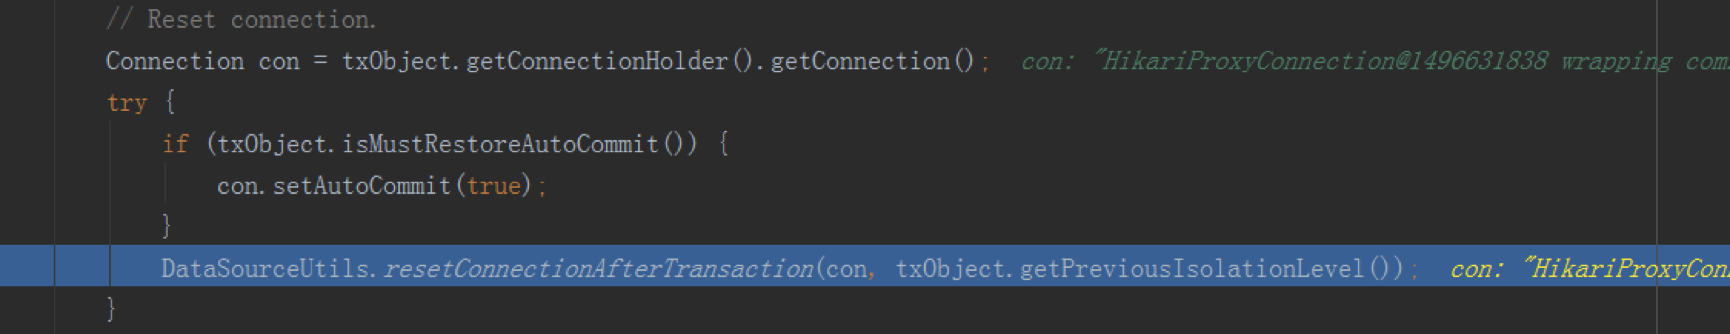 // Reset connection.
Connection con = txObject.getConnectionHolder().getConnection(); con: "HikariProxyConnection@1496631838 wrapping com.
try {
if (txObject.isMustRestoreAutoCommit()) {
con.setAutoCommit(true);
}
DataSourceUtils.resetConnectionAfterTransaction(con, txObject.getPreviousIsolationLevel()); con: "HikariProxyConn
}